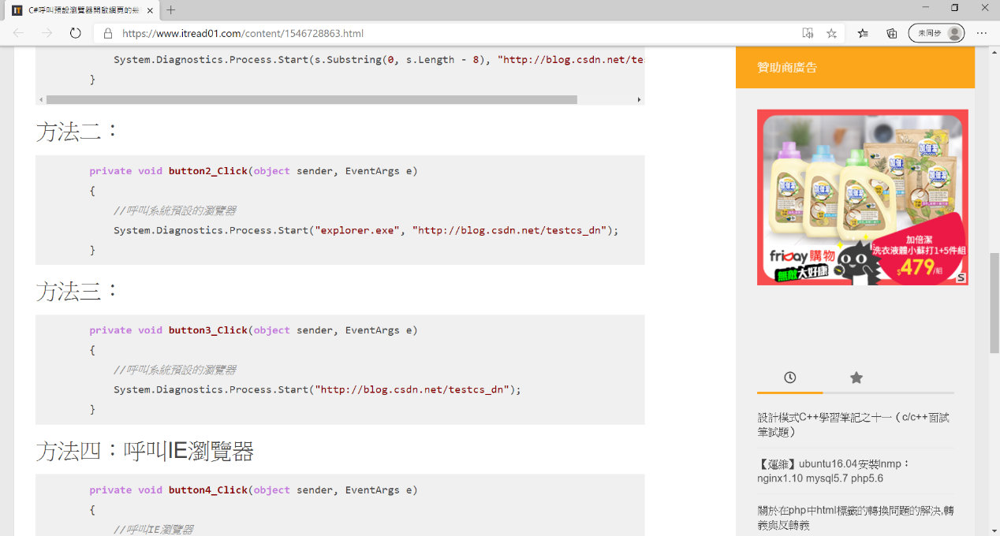 C#呼叫預設瀏覽器開啟網頁的幾
https://www.itread01.com/content/1546728863.html
未同步
System.Diagnostics.Process.Start(s.Substring(0, s.Length - 8), "http://blog.csdn.net/te
}
方法二：
private void button2_Click(object sender, EventArgs e)
{
//呼叫系統預設的瀏覽器
System.Diagnostics.Process.Start("explorer.exe", "http://blog.csdn.net/testcs_dn");
}
方法三：
private void button3_Click(object sender, EventArgs e)
{
//呼叫系統預設的瀏覽器
System.Diagnostics.Process.Start("http://blog.csdn.net/testcs_dn");
}
方法四：呼叫IE瀏覽器
private void button4_Click(object sender, EventArgs e)
{
//呼叫IE瀏覽器
贊助商廣告
加倍潔
洗衣液體小蘇打1+5件組
$479/組
friday購物
無敵大好康
S
設計模式C++學習筆記之十一（c/c++面試
筆試題）
【運維】ubuntu16.04安裝lnmp：
nginx1.10 mysql5.7 php5.6
關於在php中html標籤的轉換問題的解決,轉
義與反轉義